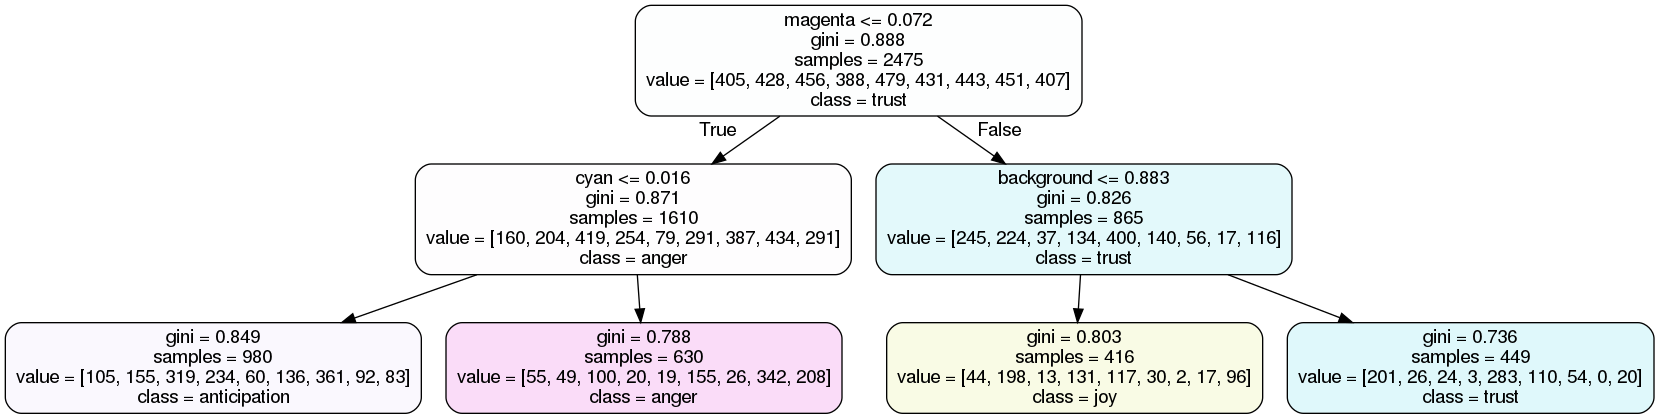 magenta <= 0.072
gini = 0.888
samples = 2475
value = [405, 428, 456, 388, 479, 431, 443, 451, 407]
class = trust
True
False
cyan <= 0.016
gini = 0.871
samples = 1610
value = [160, 204, 419, 254, 79, 291, 387, 434, 291]
class = anger
background <= 0.883
gini = 0.826
samples = 865
value = [245, 224, 37, 134, 400, 140, 56, 17, 116]
class = trust
gini = 0.849
samples = 980
value = [105, 155, 319, 234, 60, 136, 361, 92, 83]
class = anticipation
gini = 0.788
samples = 630
value = [55, 49, 100, 20, 19, 155, 26, 342, 208]
class = anger
gini = 0.803
samples = 416
value = [44, 198, 13, 131, 117, 30, 2, 17, 96]
class = joy
gini = 0.736
samples = 449
value = [201, 26, 24, 3, 283, 110, 54, 0, 20]
class = trust